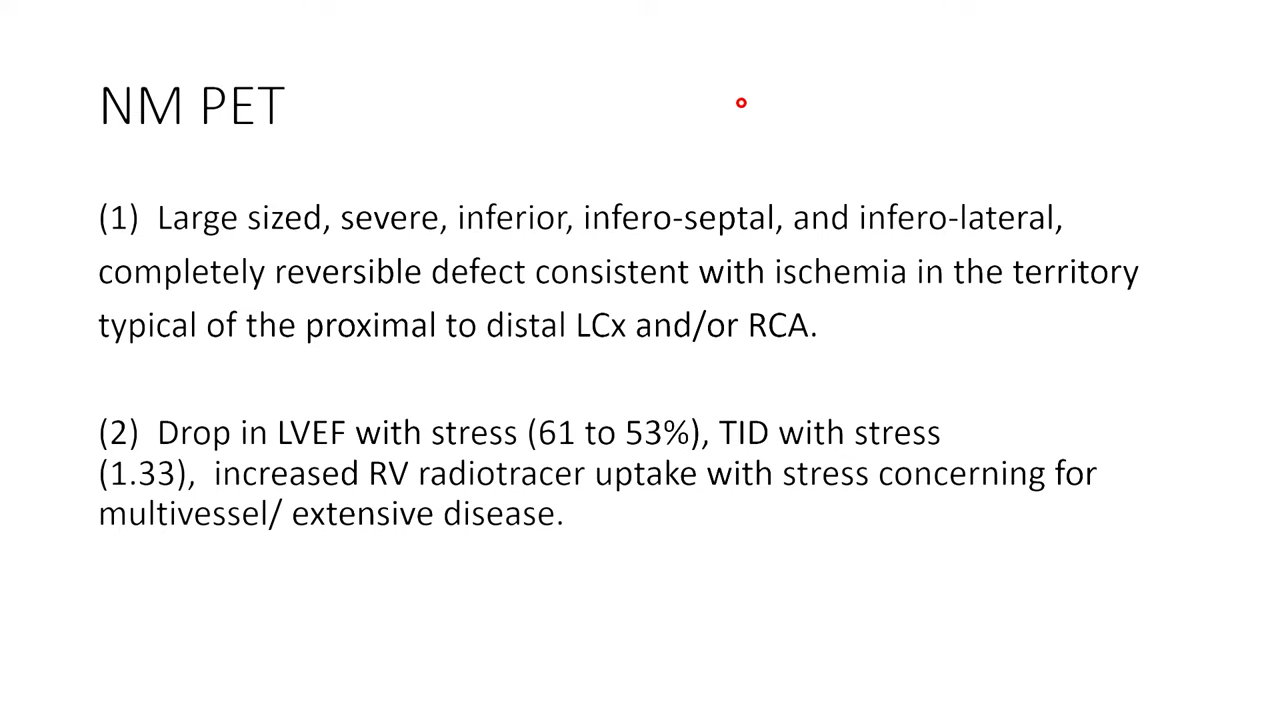 NM PET
(1)  Large sized, severe, inferior, infero-septal, and infero-lateral,
completely reversible defect consistent with ischemia in the territory
typical of the proximal to distal LCx and/or RCA.
(2)  Drop in LVEF with stress (61 to 53%), TID with stress
(1.33),  increased RV radiotracer uptake with stress concerning for
multivessel/ extensive disease.